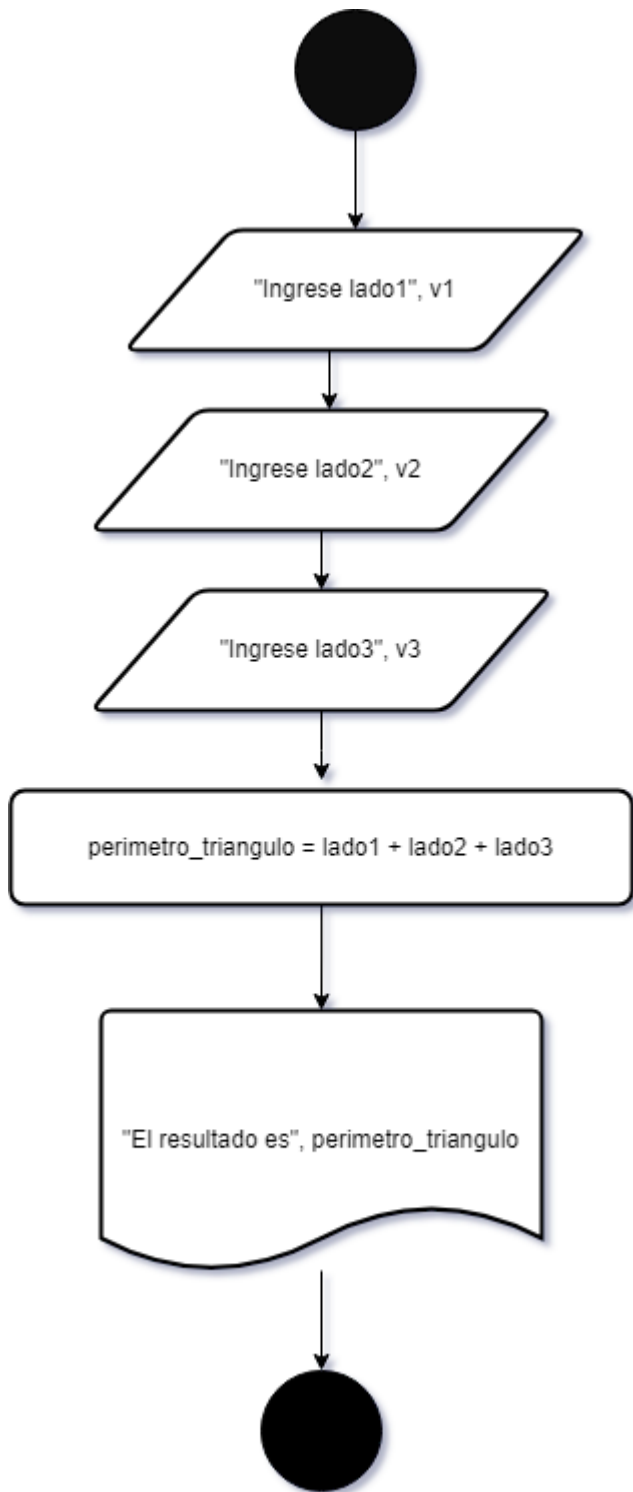 "Ingrese lado1", v1
"Ingrese lado2", v2
"Ingrese lado3", v3
perimetro_triangulo = lado1 + lado2 + lado3
"El resultado es", perimetro_triangulo